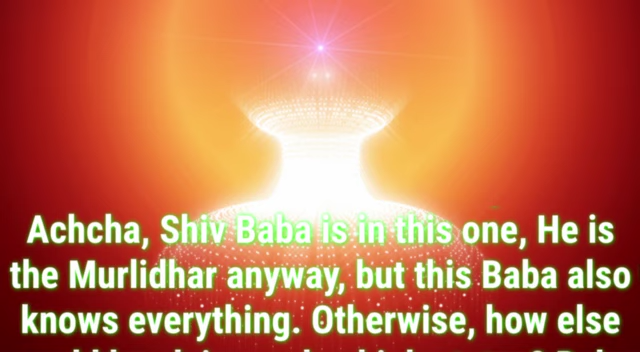 Achcha, Shiv Baba is in this one, He is
the Murlidhar anyway, but this Baba also
knows everything. Otherwise, how else